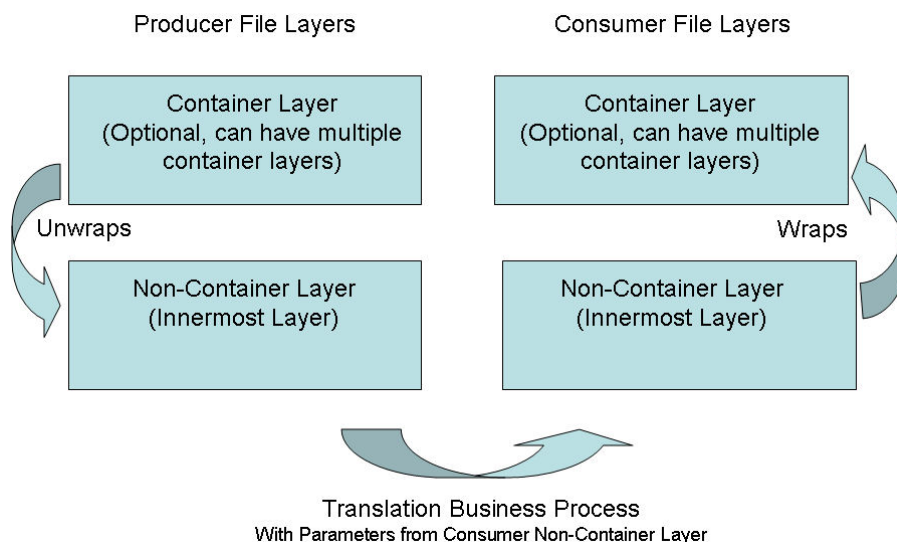 Producer File Layers
Consumer File Layers
Container Layer
(Optional, can have multiple
container layers)
Container Layer
(Optional, can have multiple
container layers)
Unwraps
Wraps
Non-Container Layer
(Innermost Layer)
Non-Container Layer
(Innermost Layer)
Translation Business Process
With Parameters from Consumer Non-Container Layer